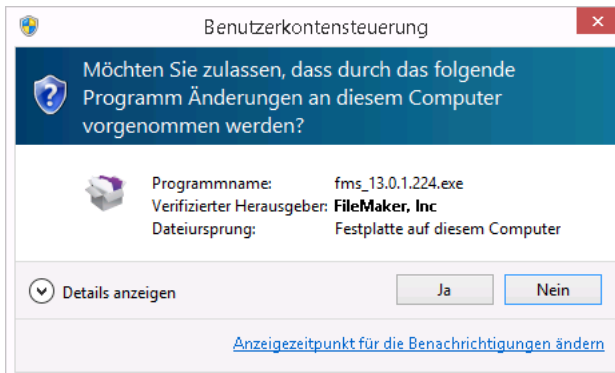 Benutzerkontensteuerung
Möchten Sie zulassen, dass durch das folgende
Programm Änderungen an diesem Computer
vorgenommen werden?
Programmname: fms_13.0.1.224.exe
Verifizierter Herausgeber: FileMaker, Inc
Dateiursprung: Festplatte auf diesem Computer
Details anzeigen Ja Nein
Anzeigezeitpunkt für die Benachrichtigungen ändern